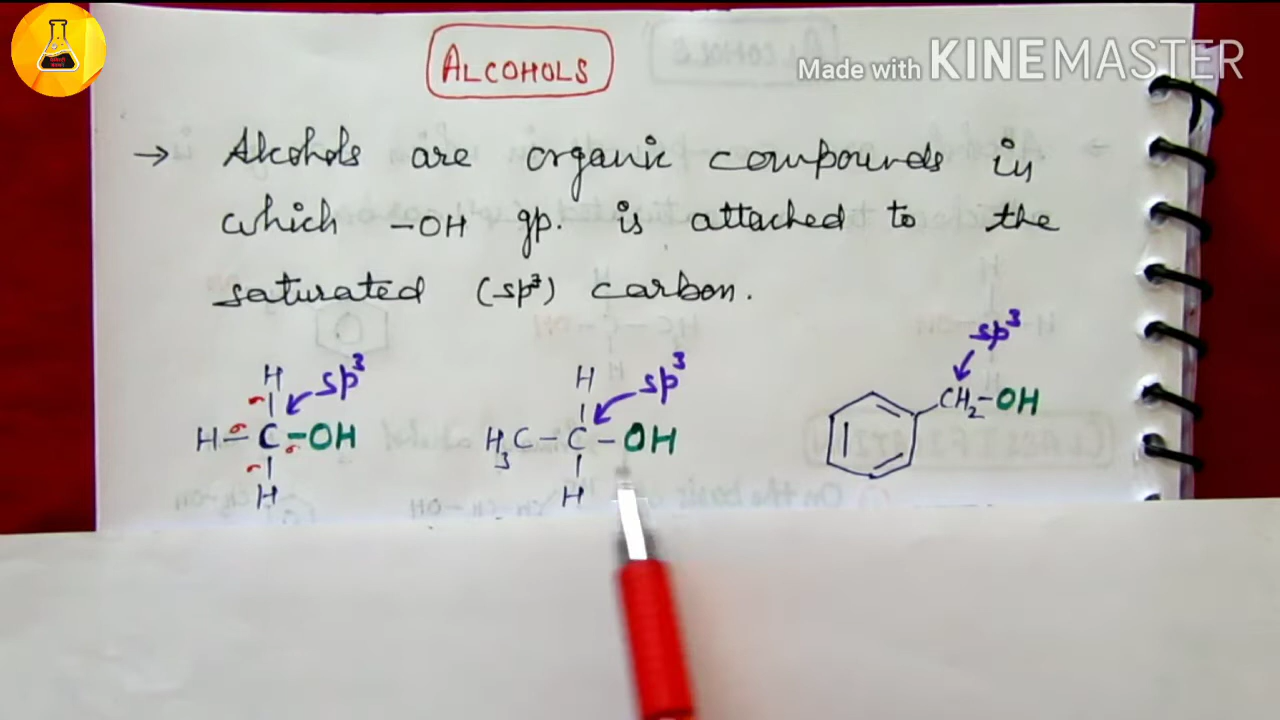 ALCOHOLS
Made with KINEMASTER
→ Alcohols are organic compounds in
which -OH gp. is attached to the
saturated (sp³) carbon.
H sp³
H-C-OH
H
H sp³
H₃C-C-OH
H
sp³
CH₂-OH